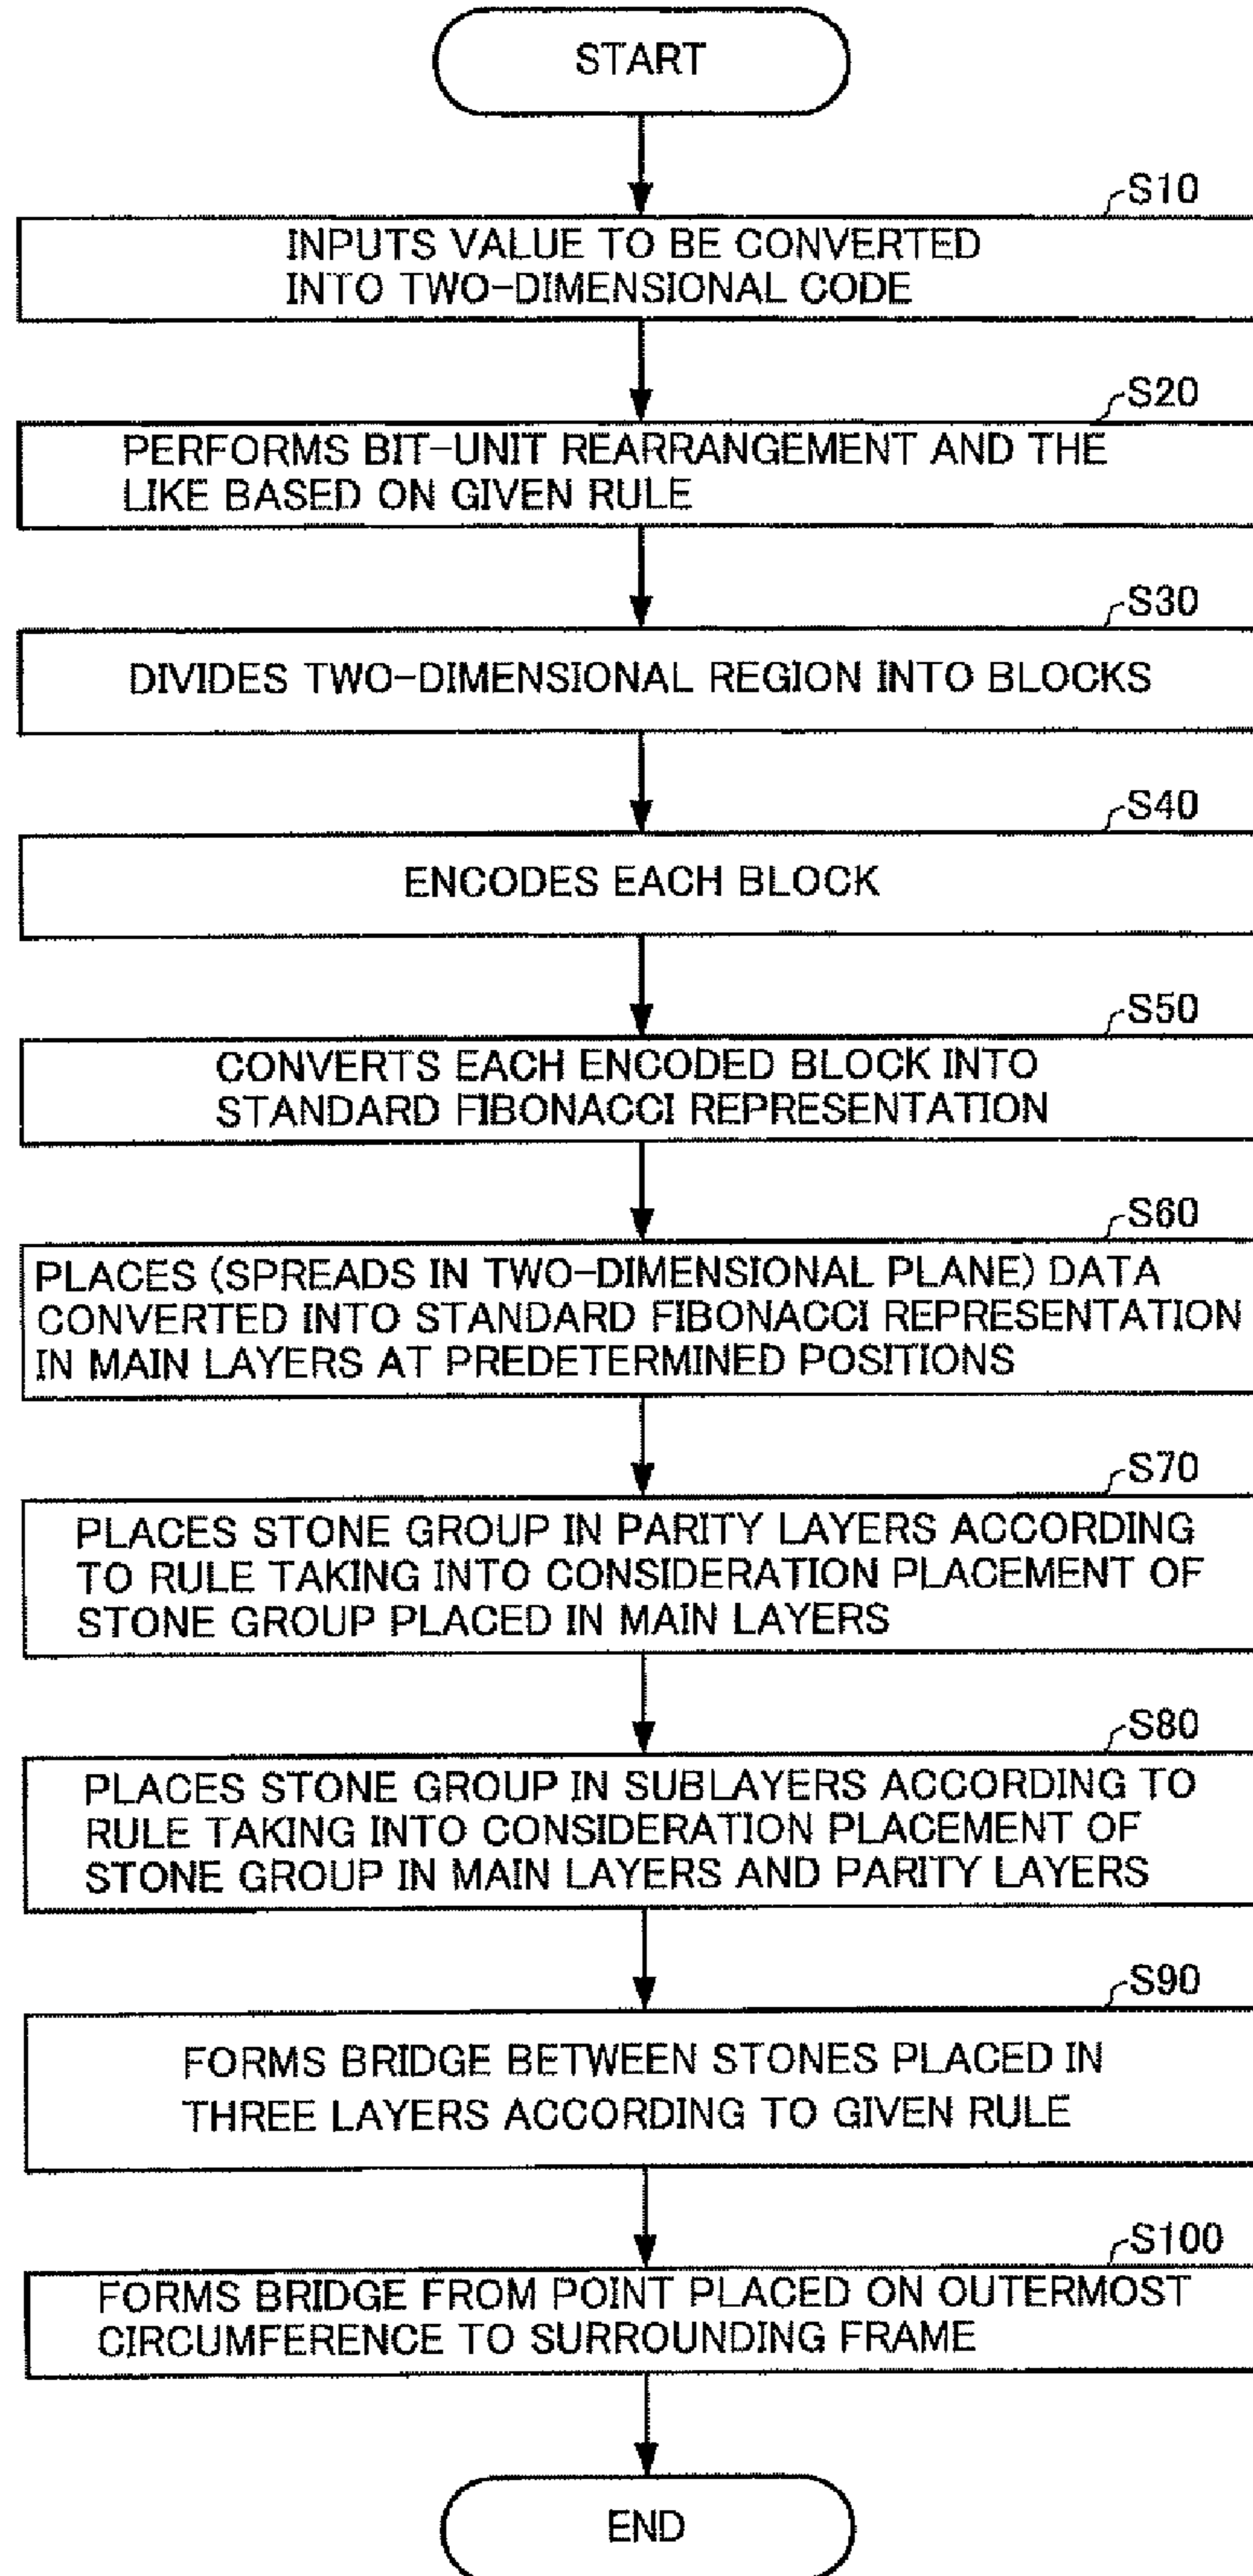 START
S10
INPUTS VALUE TO BE CONVERTED
INTO TWO-DIMENSIONAL CODE
S20
PERFORMS BIT-UNIT REARRANGEMENT AND THE
LIKE BASED ON GIVEN RULE
S30
DIVIDES TWO-DIMENSIONAL REGION INTO BLOCKS
S40
ENCODES EACH BLOCK
S50
CONVERTS EACH ENCODED BLOCK INTO
STANDARD FIBONACCI REPRESENTATION
S60
PLACES (SPREADS IN TWO-DIMENSIONAL PLANE) DATA
CONVERTED INTO STANDARD FIBONACCI REPRESENTATION
IN MAIN LAYERS AT PREDETERMINED POSITIONS
S70
PLACES STONE GROUP IN PARITY LAYERS ACCORDING
TO RULE TAKING INTO CONSIDERATION PLACEMENT OF
STONE GROUP PLACED IN MAIN LAYERS
S80
PLACES STONE GROUP IN SUBLAYERS ACCORDING TO
RULE TAKING INTO CONSIDERATION PLACEMENT OF
STONE GROUP IN MAIN LAYERS AND PARITY LAYERS
S90
FORMS BRIDGE BETWEEN STONES PLACED IN
THREE LAYERS ACCORDING TO GIVEN RULE
S100
FORMS BRIDGE FROM POINT PLACED ON OUTERMOST
CIRCUMFERENCE TO SURROUNDING FRAME
END